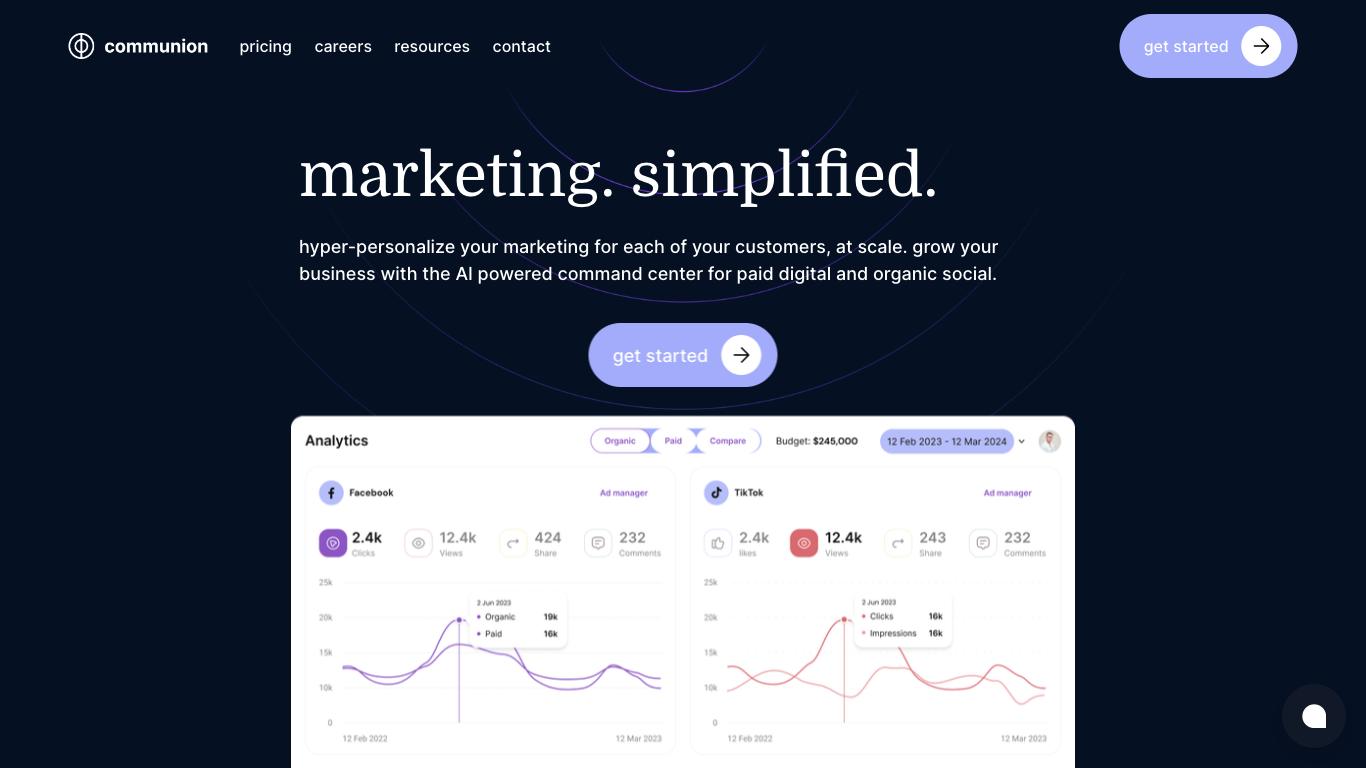 communion
pricing
careers
resources
contact
get started
marketing. simplified.
hyper-personalize your marketing for each of your customers, at scale. grow your
business with the AI powered command center for paid digital and organic social.
get started
Analytics
Organic
Paid
Compare
Budget: $245,000
12 Feb 2023 - 12 Mar 2024
Facebook
Ad manager
2.4k
Clicks
12.4k
Views
424
Share
232
Comments
25k
20k
15k
10k
0
2 Jun 2023
Organic 19k
Paid 16k
12 Feb 2022
12 Mar 2023
TikTok
Ad manager
2.4k
likes
12.4k
Views
243
Share
232
Comments
25k
20k
15k
10k
0
2 Jun 2023
Clicks 16k
Impressions 16k
12 Feb 2022
12 Mar 2023